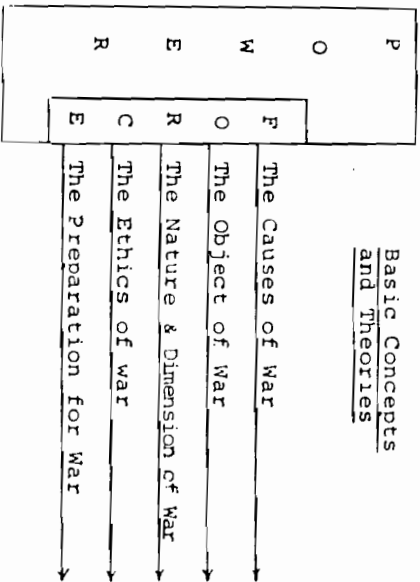 Basic Concepts
and Theories
P O W E R
F O R C E
The Causes of War
The Object of War
The Nature & Dimension of War
The Ethics of war
The Preparation for War